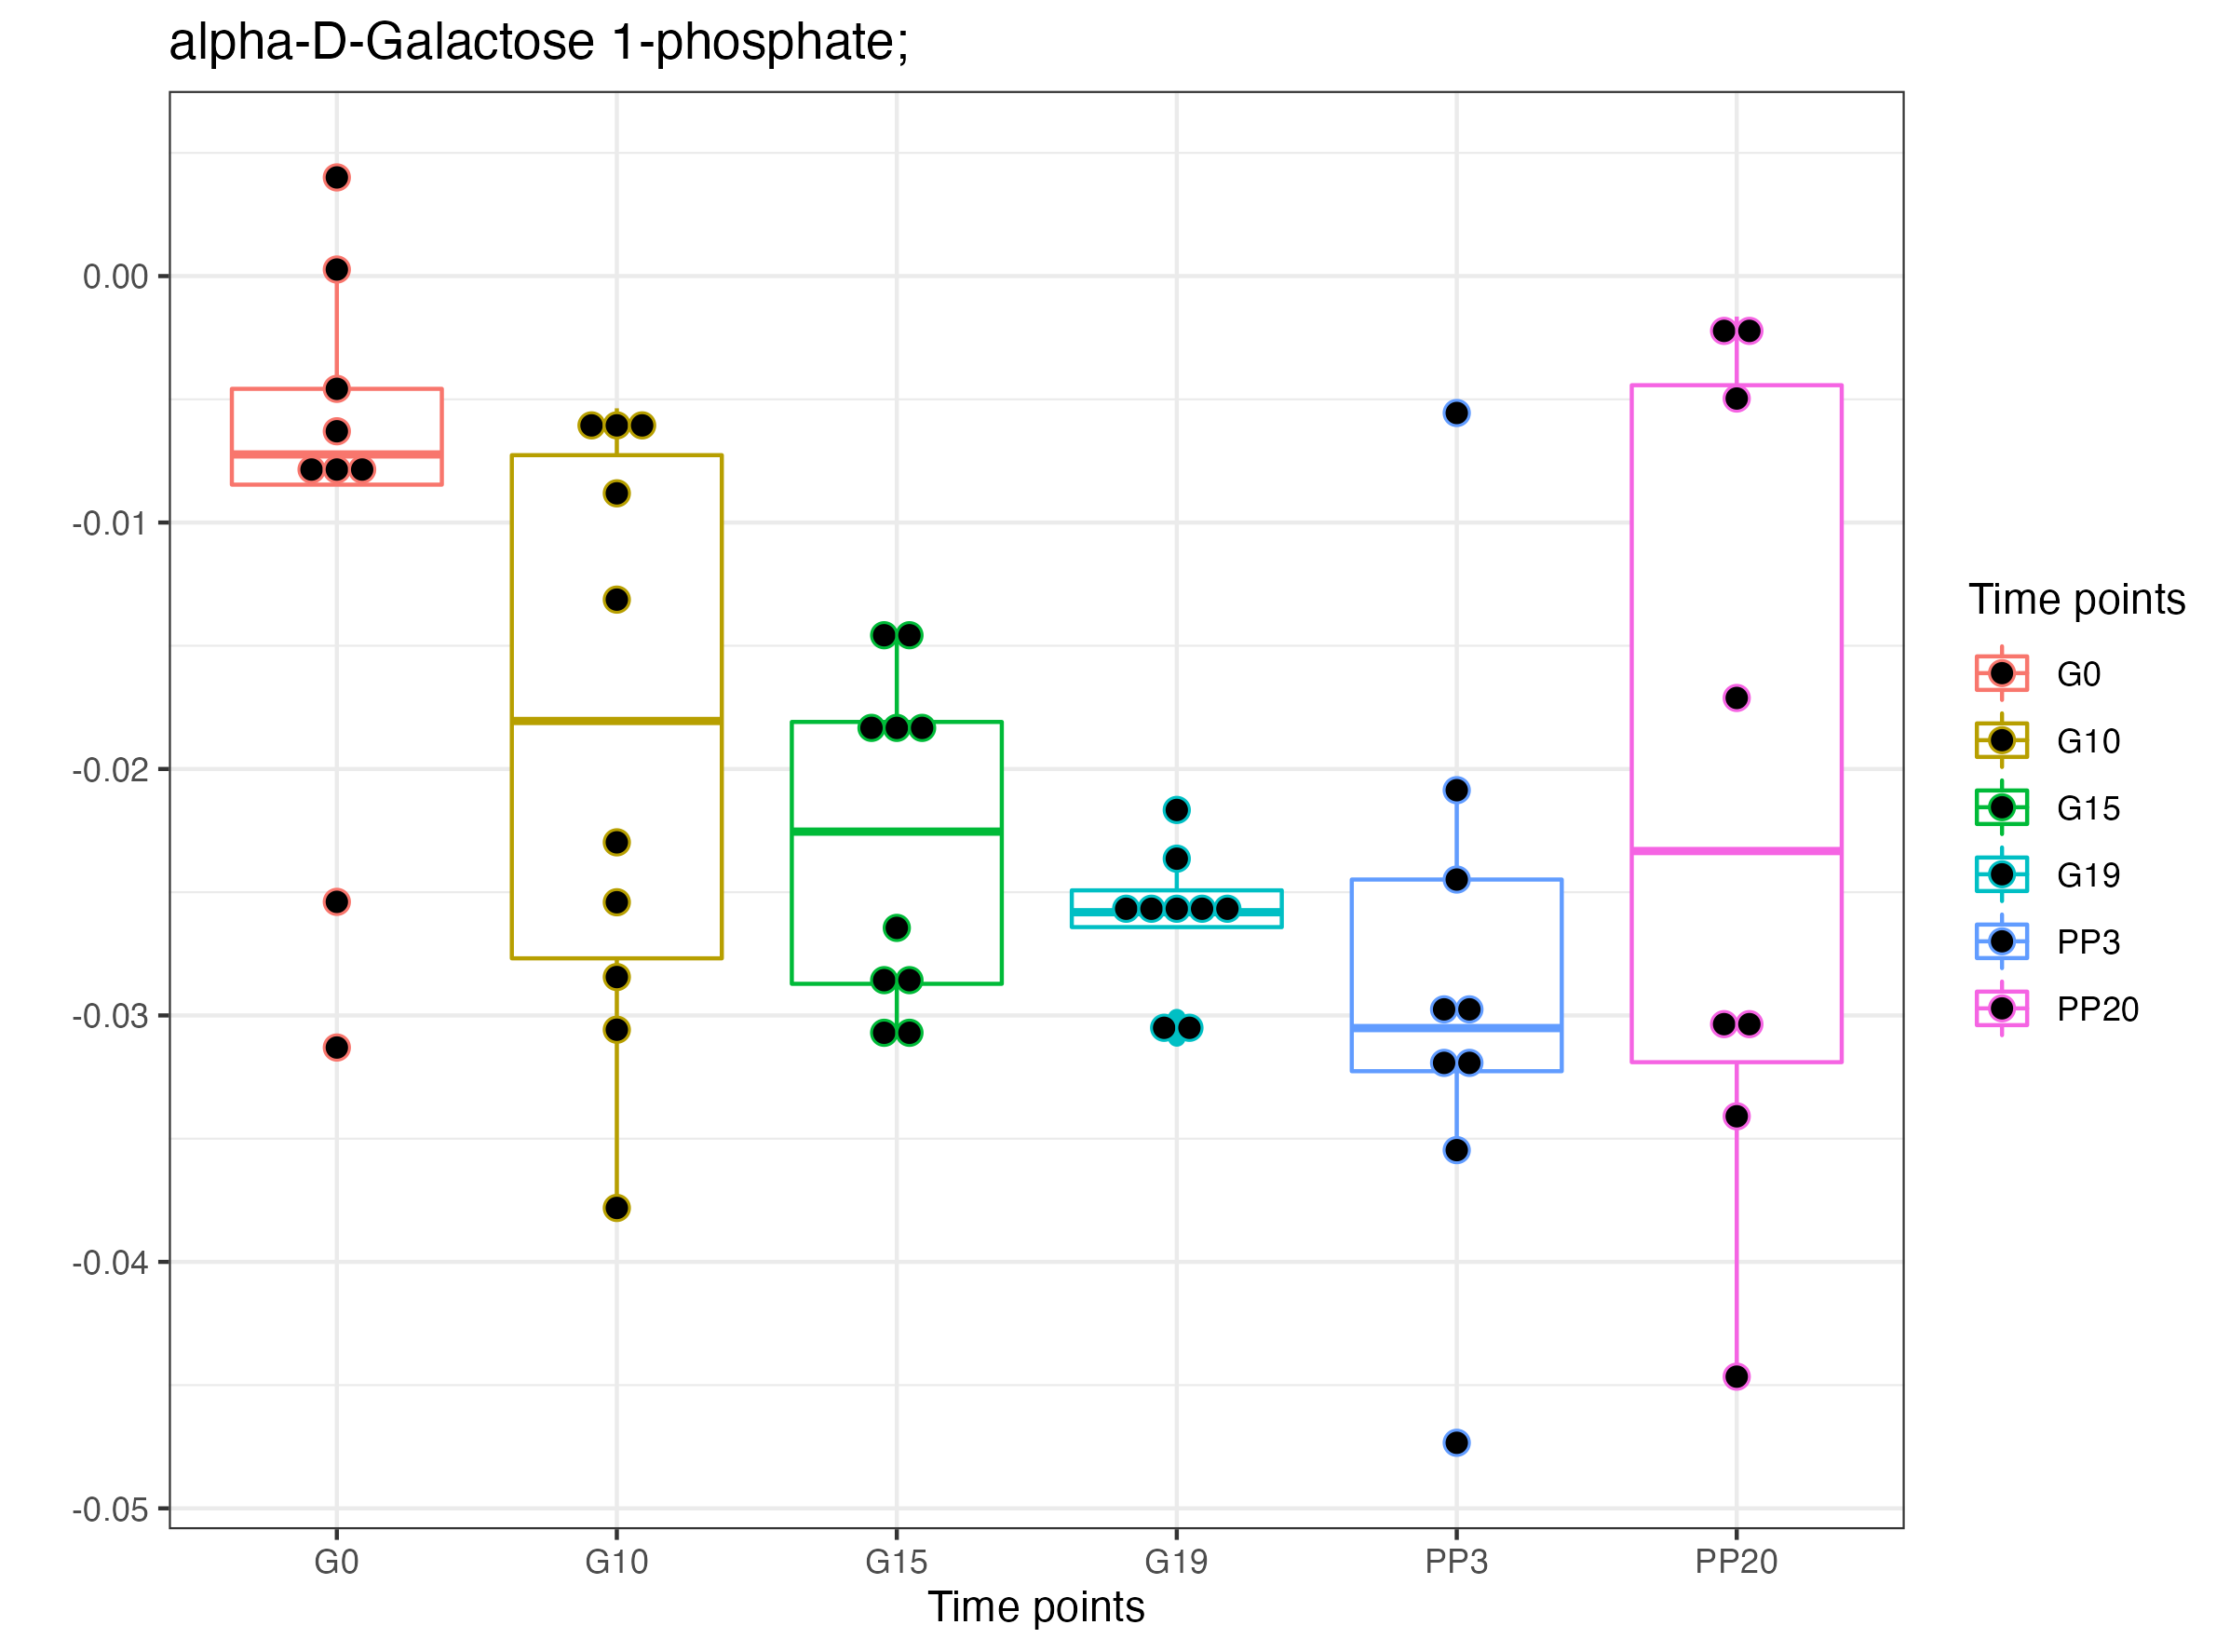 alpha-D-Galactose 1-phosphate;
0.00
-0.01
-0.02
-0.03
-0.04
-0.05
G0 G10 G15 G19 PP3 PP20
Time points
Time points
G0
G10
G15
G19
PP3
PP20